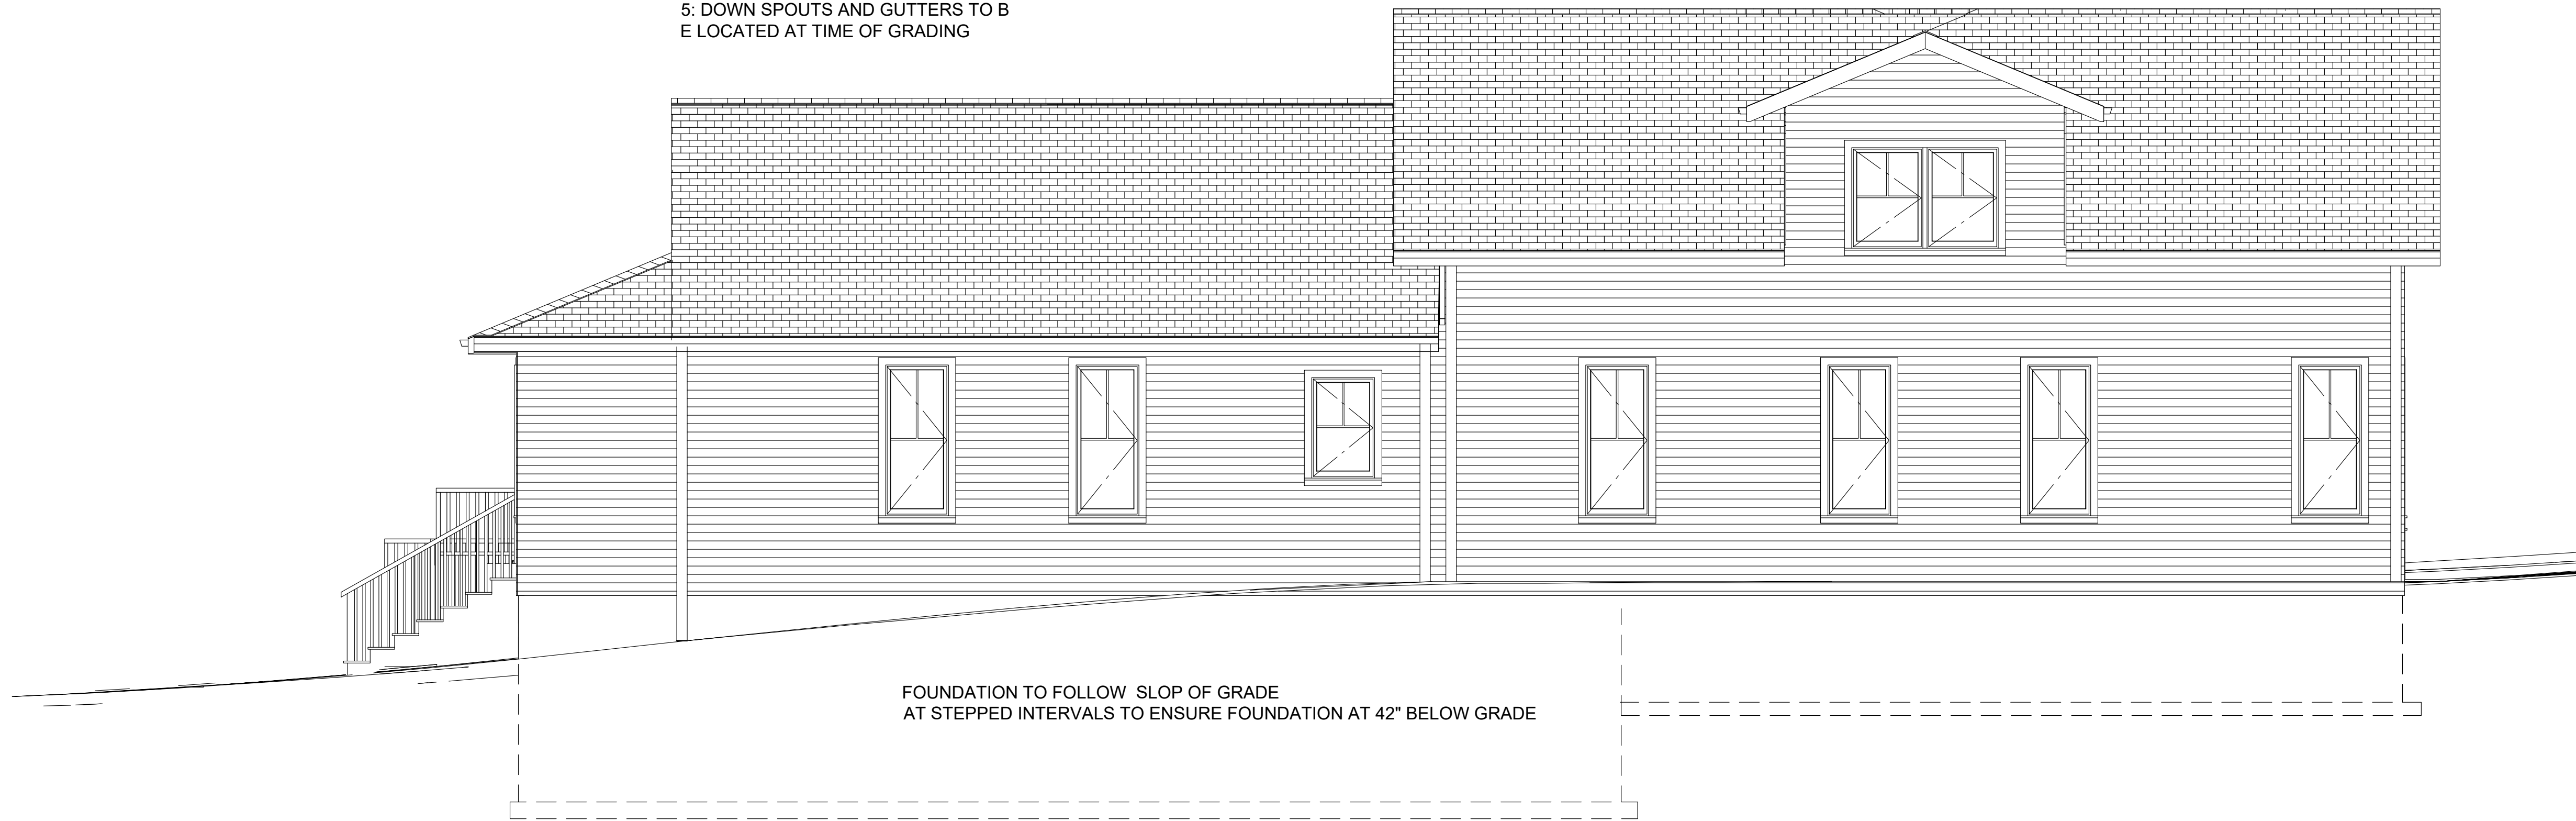 5: DOWN SPOUTS AND GUTTERS TO B
E LOCATED AT TIME OF GRADING
FOUNDATION TO FOLLOW  SLOP OF GRADE
AT STEPPED INTERVALS TO ENSURE FOUNDATION AT 42" BELOW GRADE